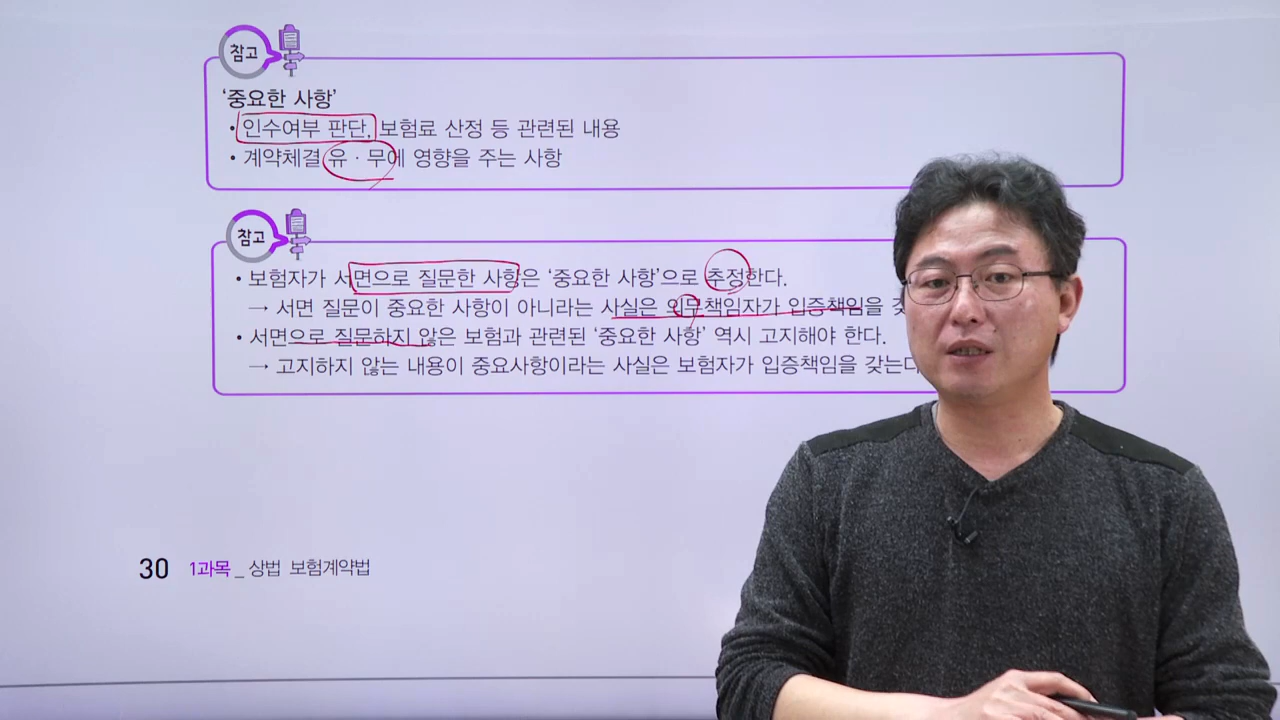 참고
'중요한 사항'
• 인수여부 판단, 보험료 산정 등 관련된 내용
• 계약체결 유·무에 영향을 주는 사항
참고
• 보험자가 서면으로 질문한 사항은 '중요한 사항'으로 추정한다.
→ 서면 질문이 중요한 사항이 아니라는 사실은 의무책임자가 입증책임을
• 서면으로 질문하지 않은 보험과 관련된 '중요한 사항' 역시 고지해야 한다.
→ 고지하지 않는 내용이 중요사항이라는 사실은 보험자가 입증책임을
30 1과목 _ 상법 보험계약법